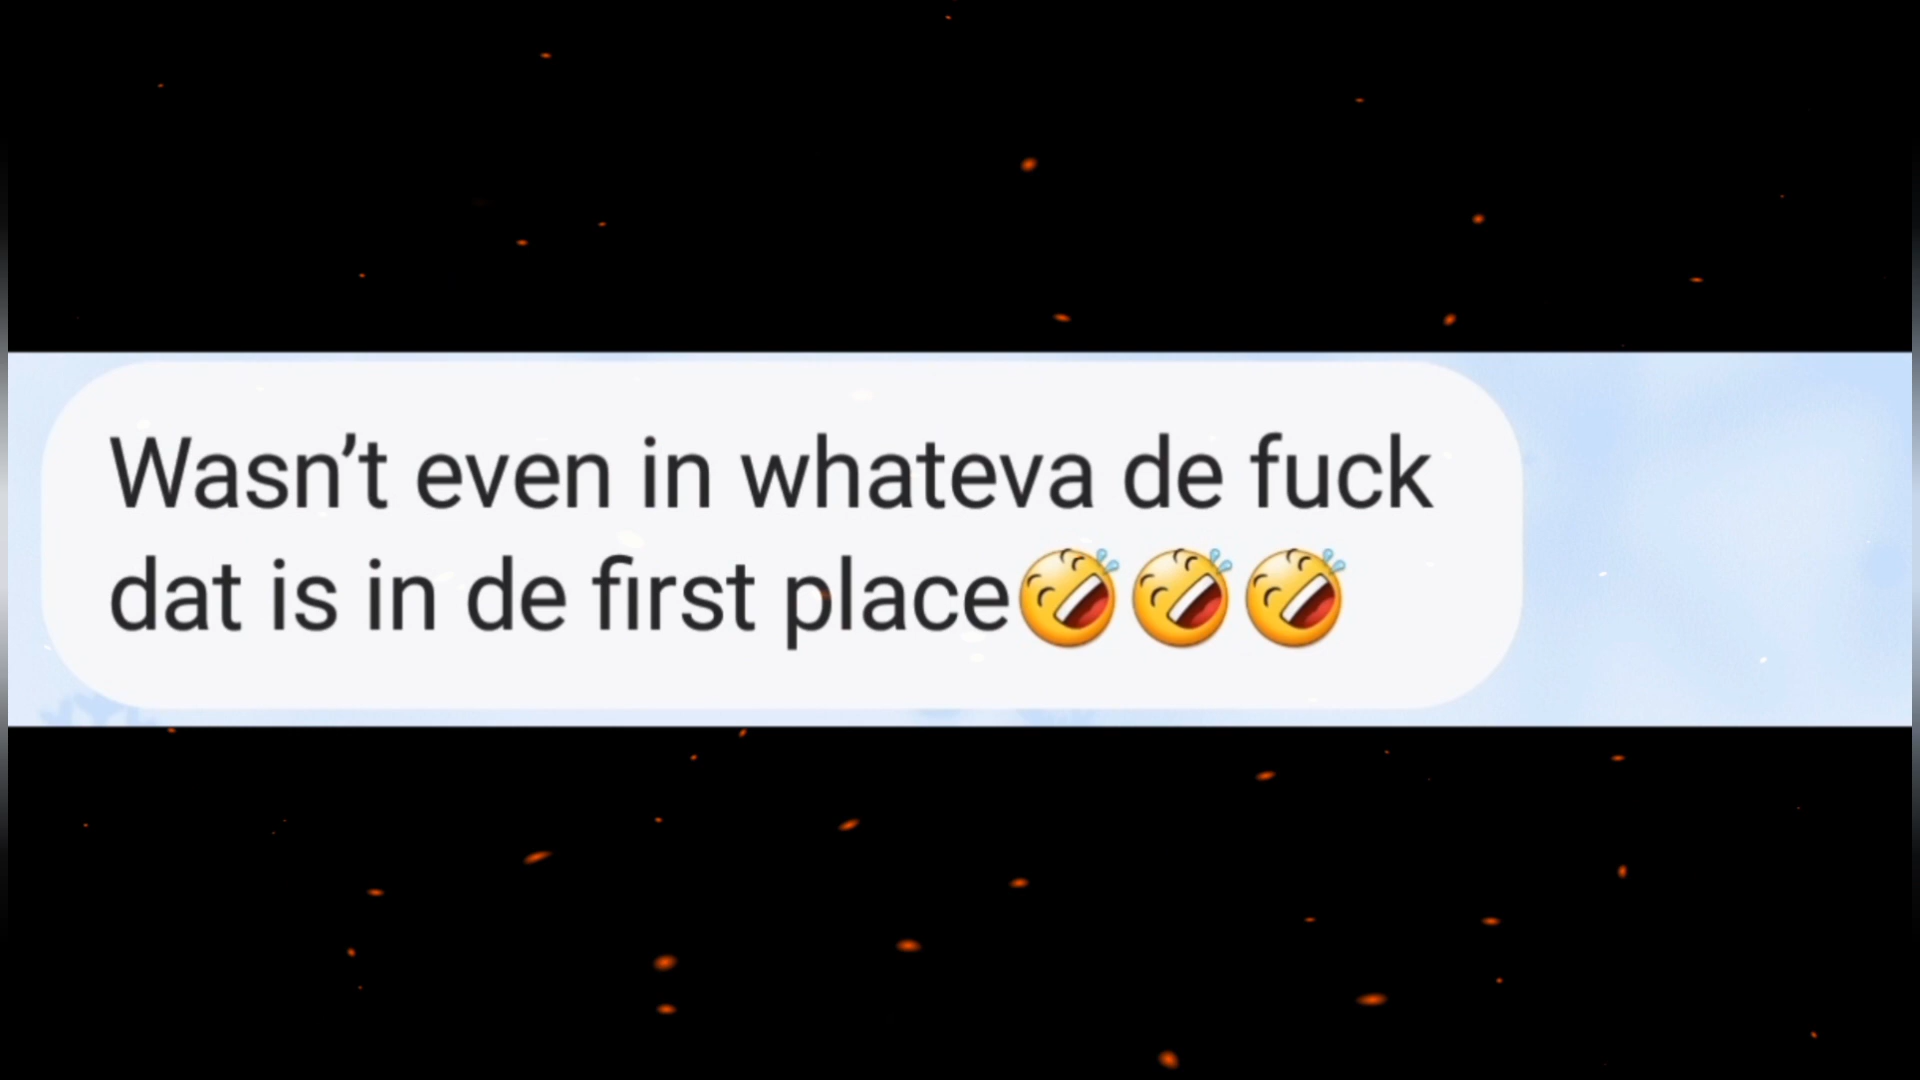 Wasn’t even in whateva de fuck
dat is in de first place🤣🤣🤣